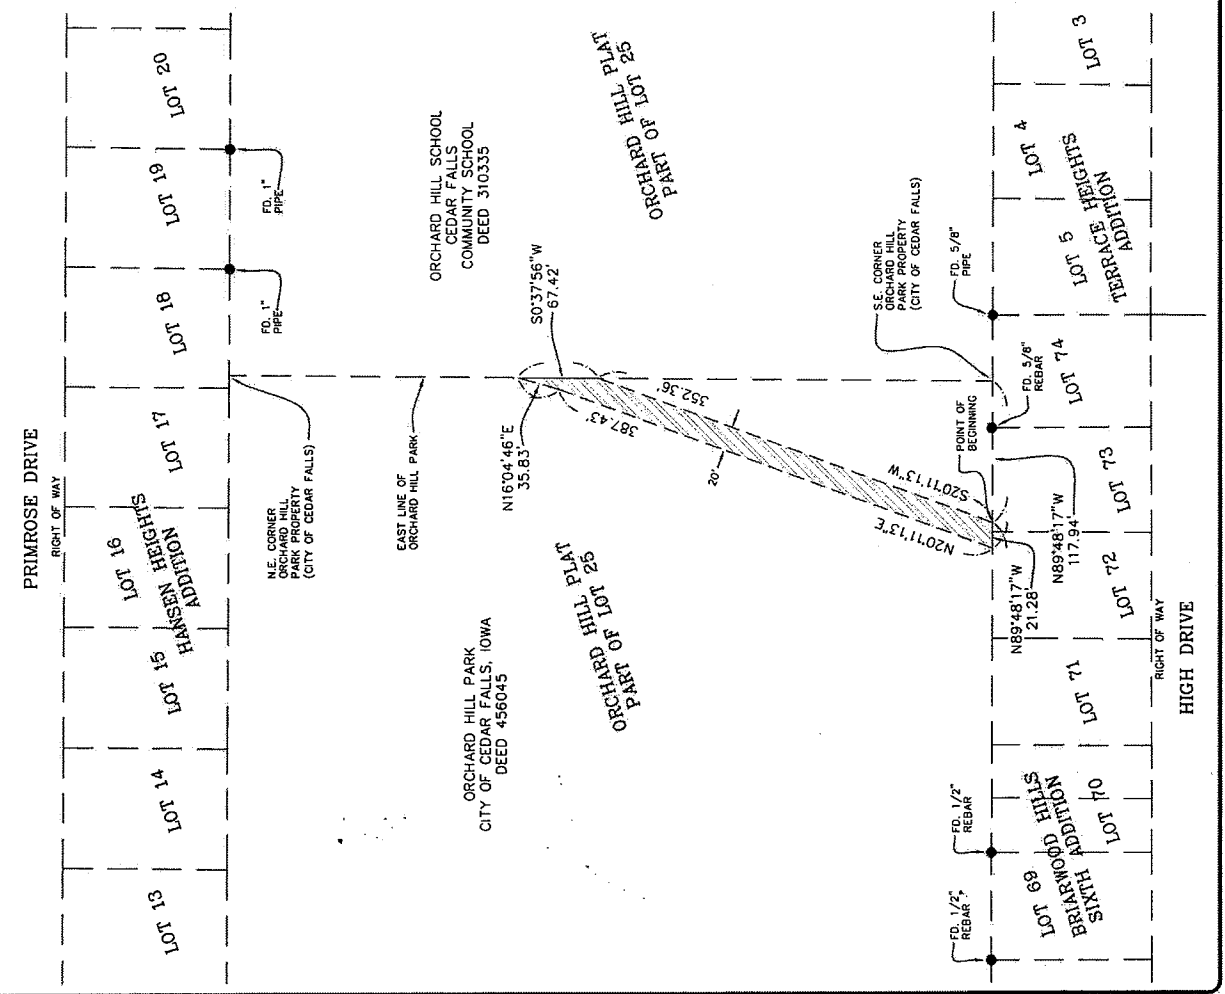 PRIMROSE DRIVE
RIGHT OF WAY
LOT 13
LOT 14
LOT 15
LOT 16
HANSEN HEIGHTS
ADDITION
LOT 17
LOT 18
LOT 19
LOT 20
FD. 1"
PIPE
FD. 1"
PIPE
N.E. CORNER
ORCHARD HILL
PARK PROPERTY
(CITY OF CEDAR FALLS)
EAST LINE OF
ORCHARD HILL PARK
ORCHARD HILL SCHOOL
CEDAR FALLS
COMMUNITY SCHOOL
DEED 310335
ORCHARD HILL PLAT
PART OF LOT 25
PART OF LOT 25
ORCHARD HILL PARK
CITY OF CEDAR FALLS, IOWA
DEED 456045
ORCHARD HILL PLAT
PART OF LOT 25
PART OF LOT 25
N16°04'46"E
35.83'
S0°37'56"W
67.42'
387.43'
352.36'
20'
N20°11'13"E
S20°11'13"W
POINT OF
BEGINNING
S.E. CORNER
ORCHARD HILL
PARK PROPERTY
(CITY OF CEDAR FALLS)
FD. 5/8"
PIPE
FD. 5/8"
REBAR
N89°48'17"W
21.28'
N89°48'17"W
117.94'
FD. 1/2"
REBAR
FD. 1/2"
REBAR
LOT 69
BRIARWOOD HILLS
SIXTH ADDITION
LOT 70
LOT 71
LOT 72
LOT 73
LOT 74
LOT 5
TERRACE HEIGHTS
ADDITION
LOT 4
LOT 3
RIGHT OF WAY
HIGH DRIVE